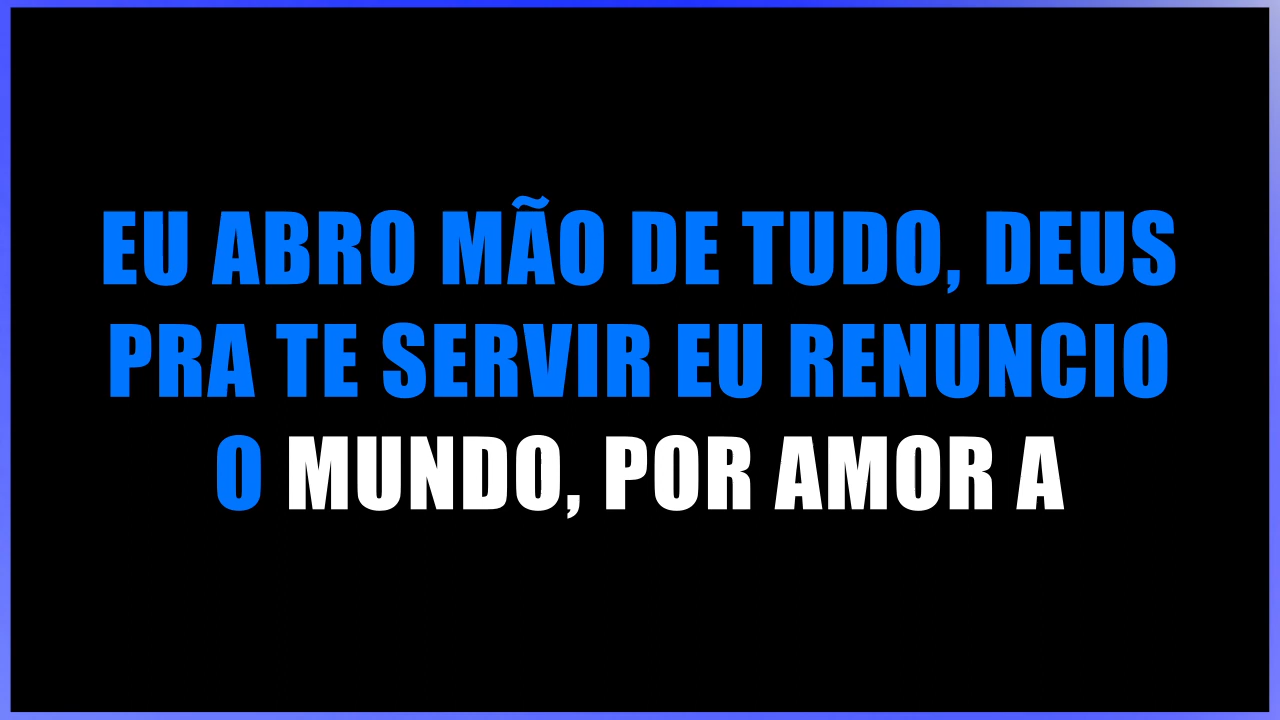 EU ABRO MÃO DE TUDO, DEUS
PRA TE SERVIR EU RENUNCIO
O MUNDO, POR AMOR A